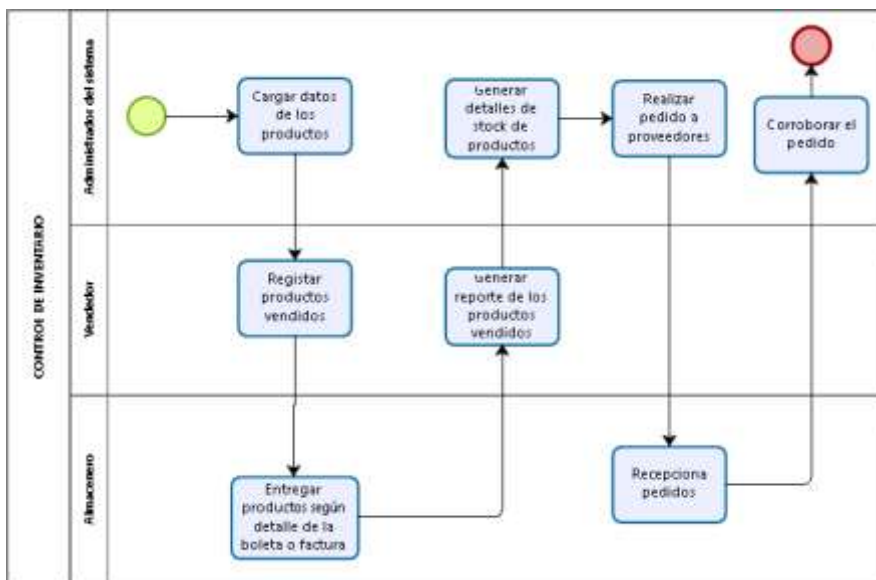 CONTROL DE INVENTARIO
Administrados del sistema
Cargar datos
de los
productos
Generar
detalles de
stock de
productos
Realizar
pedido a
proveedores
Corroborar el
pedido
Vendedor
Registar
productos
vendidos
Generar
reporte de los
productos
vendidos
Almacenero
Entregar
productos según
detalle de la
boleta o factura
Recepciona
pedidos